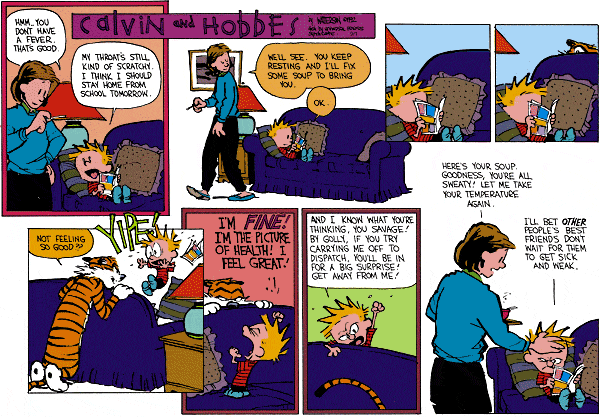 HMM... YOU
DON'T HAVE
A FEVER.
THAT'S GOOD.
MY THROAT'S STILL
KIND OF SCRATCHY.
I THINK I SHOULD
STAY HOME FROM
SCHOOL TOMORROW.
Calvin and Hobbes
WE'LL SEE. YOU KEEP
RESTING AND I'LL FIX
SOME SOUP TO BRING
YOU.
OK.
NOT FEELING
SO GOOD??
YIPE!
I'M FINE!
I'M THE PICTURE
OF HEALTH! I
FEEL GREAT!
AND I KNOW WHAT YOU'RE
THINKING, YOU SAVAGE!
BY GOLLY, IF YOU TRY
CARRYING ME OFF TO
DISPATCH, YOU'LL BE IN
FOR A BIG SURPRISE!
GET AWAY FROM ME!
HERE'S YOUR SOUP.
GOODNESS, YOU'RE ALL
SWEATY! LET ME TAKE
YOUR TEMPERATURE
AGAIN.
I'LL BET OTHER
PEOPLE'S BEST
FRIENDS DON'T
WAIT FOR THEM
TO GET SICK
AND WEAK.